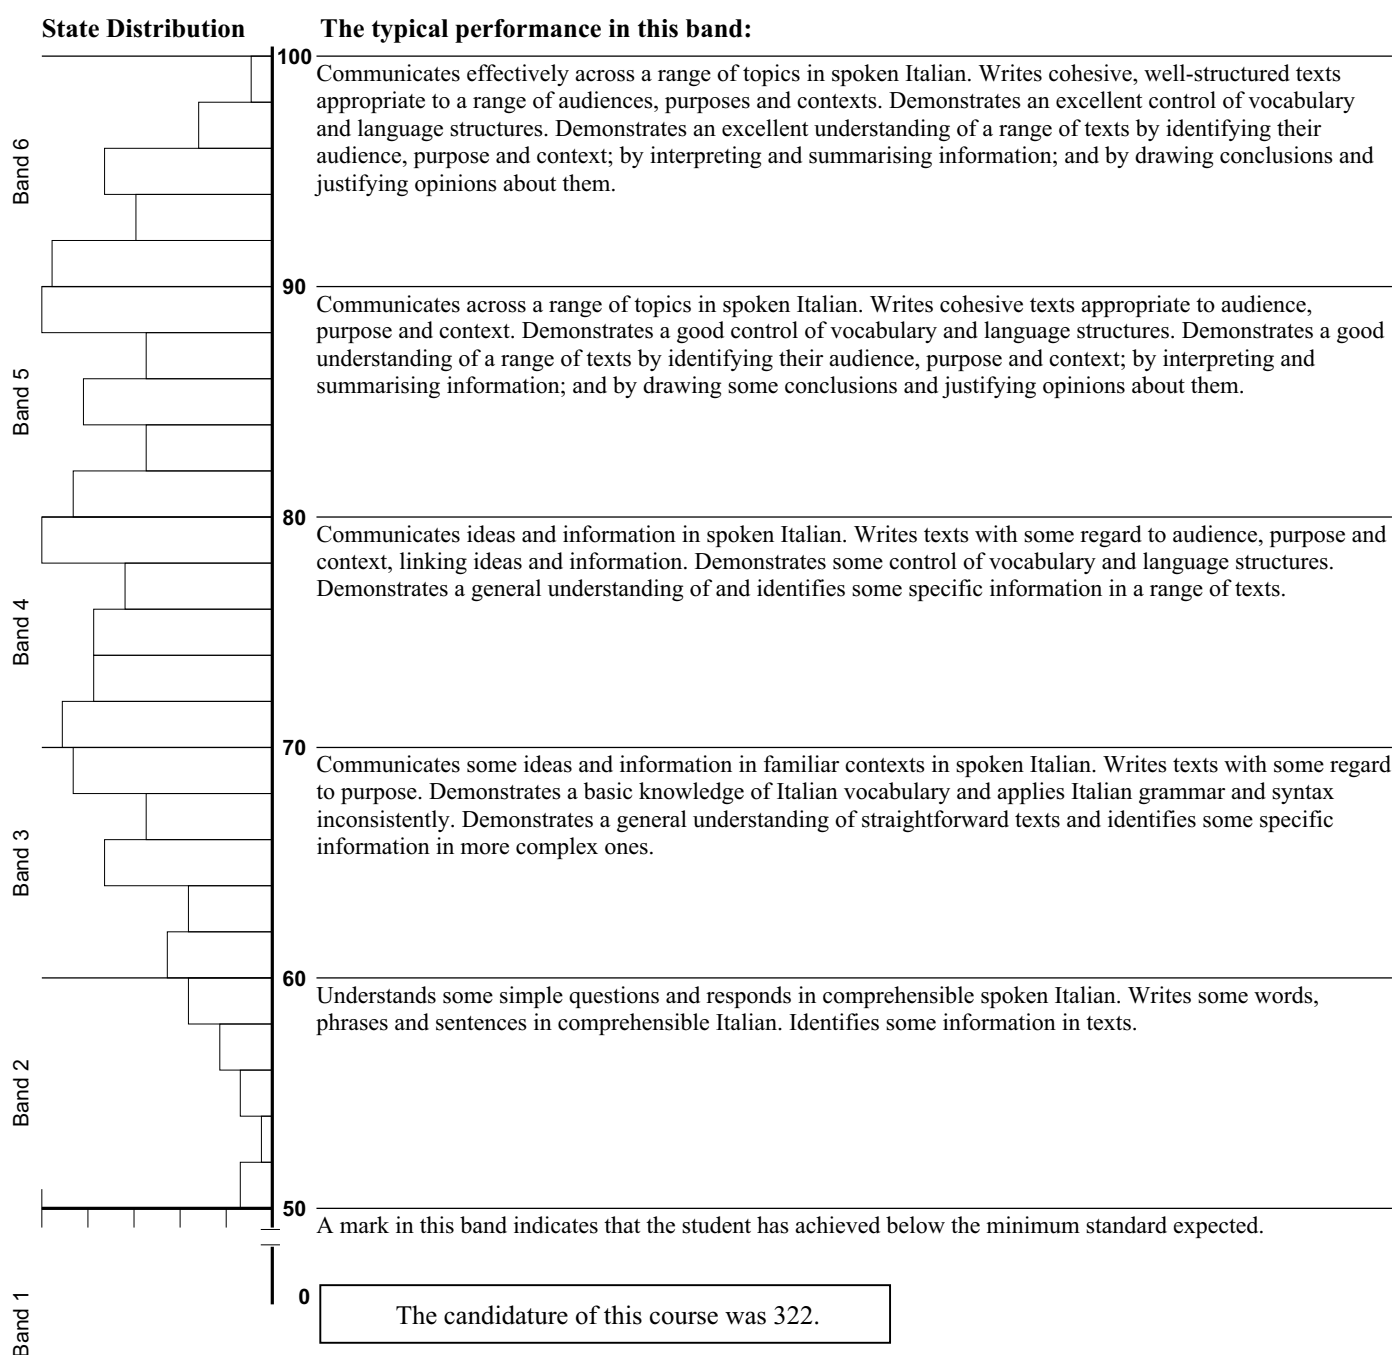 State Distribution
The typical performance in this band:
100
Communicates effectively across a range of topics in spoken Italian. Writes cohesive, well-structured texts
appropriate to a range of audiences, purposes and contexts. Demonstrates an excellent control of vocabulary
and language structures. Demonstrates an excellent understanding of a range of texts by identifying their
audience, purpose and context; by interpreting and summarising information; and by drawing conclusions and
justifying opinions about them.
Band 6
90
Communicates across a range of topics in spoken Italian. Writes cohesive texts appropriate to audience,
purpose and context. Demonstrates a good control of vocabulary and language structures. Demonstrates a good
understanding of a range of texts by identifying their audience, purpose and context; by interpreting and
summarising information; and by drawing some conclusions and justifying opinions about them.
Band 5
80
Communicates ideas and information in spoken Italian. Writes texts with some regard to audience, purpose and
context, linking ideas and information. Demonstrates some control of vocabulary and language structures.
Demonstrates a general understanding of and identifies some specific information in a range of texts.
Band 4
70
Communicates some ideas and information in familiar contexts in spoken Italian. Writes texts with some regard
to purpose. Demonstrates a basic knowledge of Italian vocabulary and applies Italian grammar and syntax
inconsistently. Demonstrates a general understanding of straightforward texts and identifies some specific
information in more complex ones.
Band 3
60
Understands some simple questions and responds in comprehensible spoken Italian. Writes some words,
phrases and sentences in comprehensible Italian. Identifies some information in texts.
Band 2
50
A mark in this band indicates that the student has achieved below the minimum standard expected.
0
The candidature of this course was 322.
Band 1